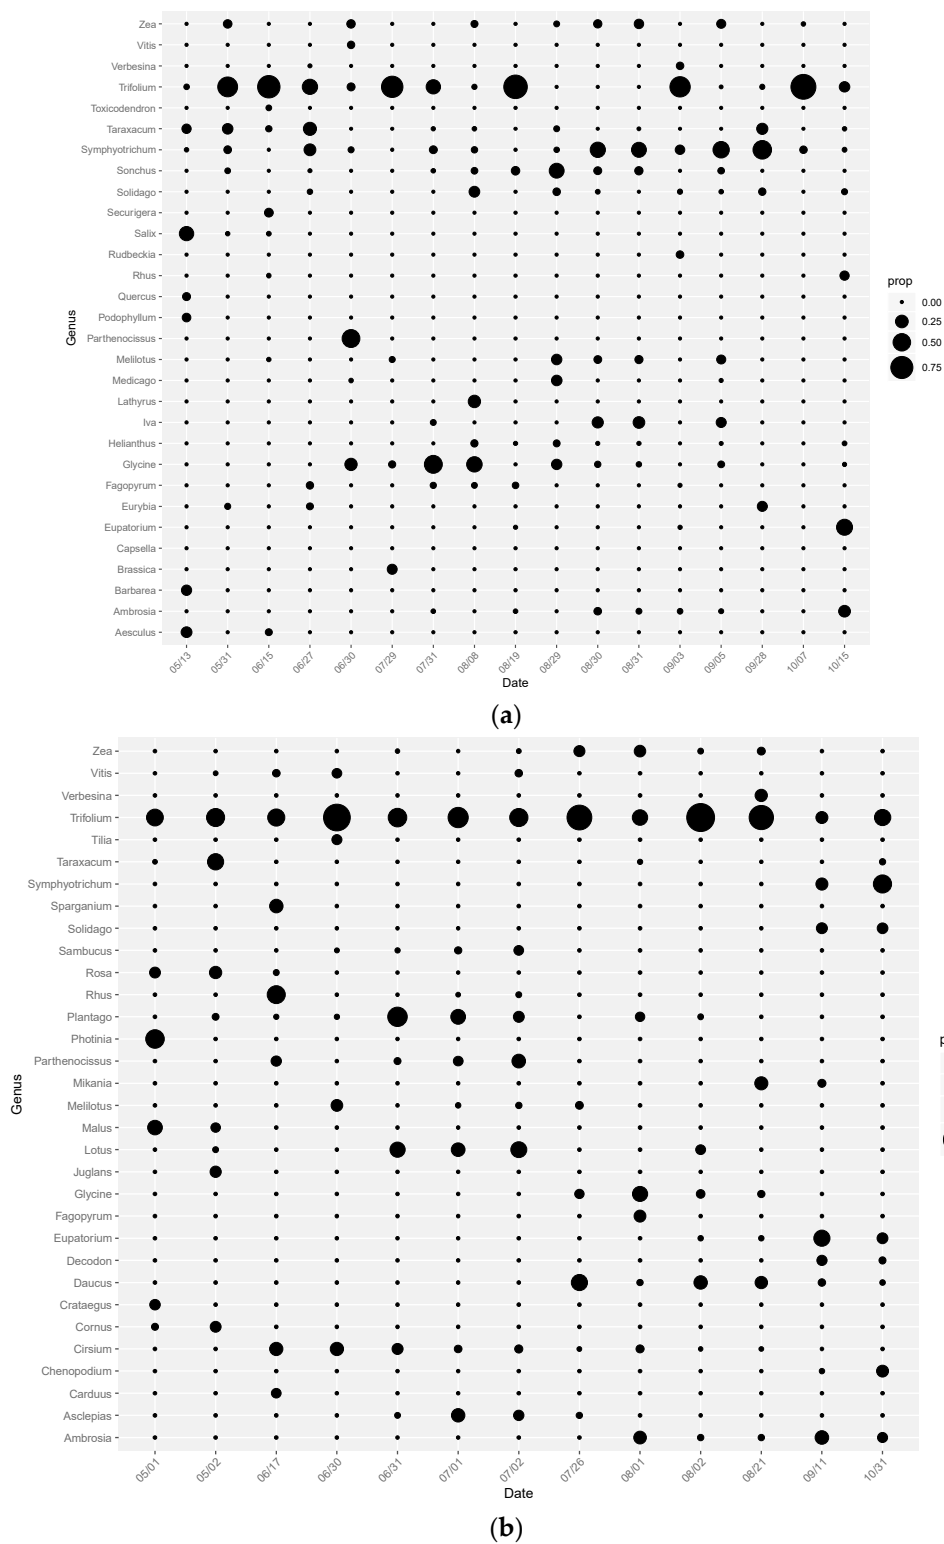 Zea
Vitis
Verbesina
Trifolium
Toxicodendron
Taraxacum
Symphyotrichum
Sonchus
Solidago
Securigera
Salix
Rudbeckia
Rhus
Quercus
Podophyllum
Parthenocissus
Melilotus
Medicago
Lathyrus
Iva
Helianthus
Glycine
Fagopyrum
Eurybia
Eupatorium
Capsella
Brassica
Barbarea
Ambrosia
Aesculus
Genus
05/13 05/31 06/15 06/27 06/30 07/29 07/31 08/08 08/19 08/29 08/30 08/31 09/03 09/05 09/28 10/07 10/15
Date
prop
0.00
0.25
0.50
0.75
(a)
Zea
Vitis
Verbesina
Trifolium
Tilia
Taraxacum
Symphyotrichum
Sparganium
Solidago
Sambucus
Rosa
Rhus
Plantago
Photinia
Parthenocissus
Mikania
Melilotus
Malus
Lotus
Juglans
Glycine
Fagopyrum
Eupatorium
Decodon
Daucus
Crataegus
Cornus
Cirsium
Chenopodium
Carduus
Asclepias
Ambrosia
Genus
05/01 05/02 06/17 06/30 06/31 07/01 07/02 07/26 08/01 08/02 08/21 09/11 10/31
Date
(b)